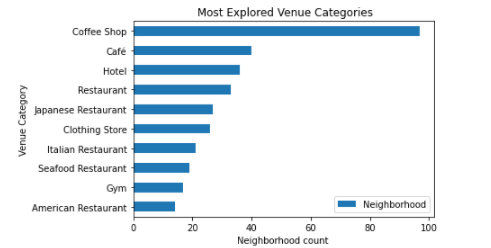 Most Explored Venue Categories
Coffee Shop
Café
Hotel
Restaurant
Japanese Restaurant
Clothing Store
Italian Restaurant
Seafood Restaurant
Gym
American Restaurant
Venue Category
Neighborhood
0 20 40 60 80 100
Neighborhood count